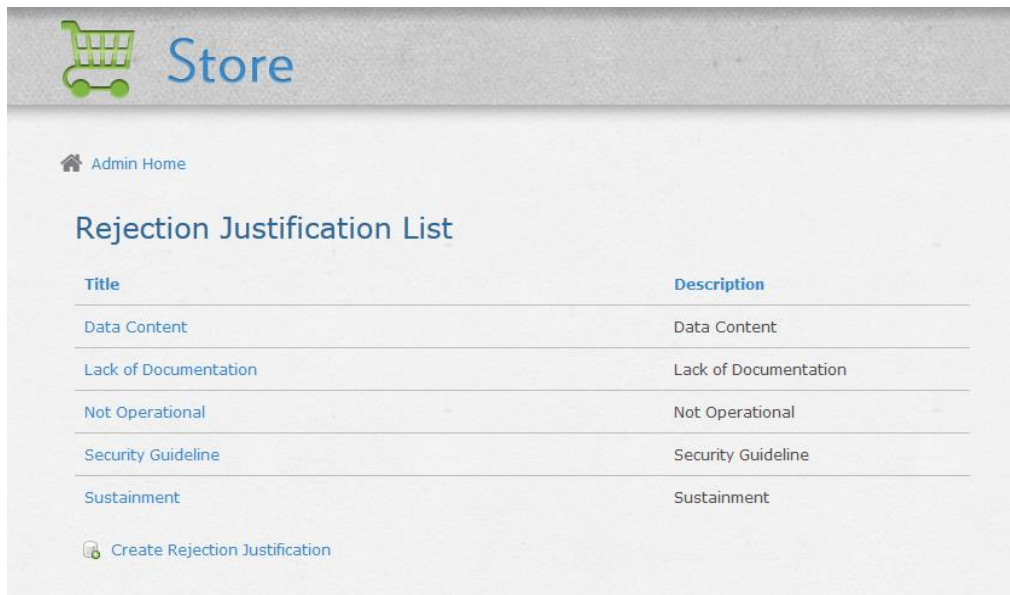 Store
Admin Home
Rejection Justification List
Title Description
Data Content Data Content
Lack of Documentation Lack of Documentation
Not Operational Not Operational
Security Guideline Security Guideline
Sustainment Sustainment
Create Rejection Justification